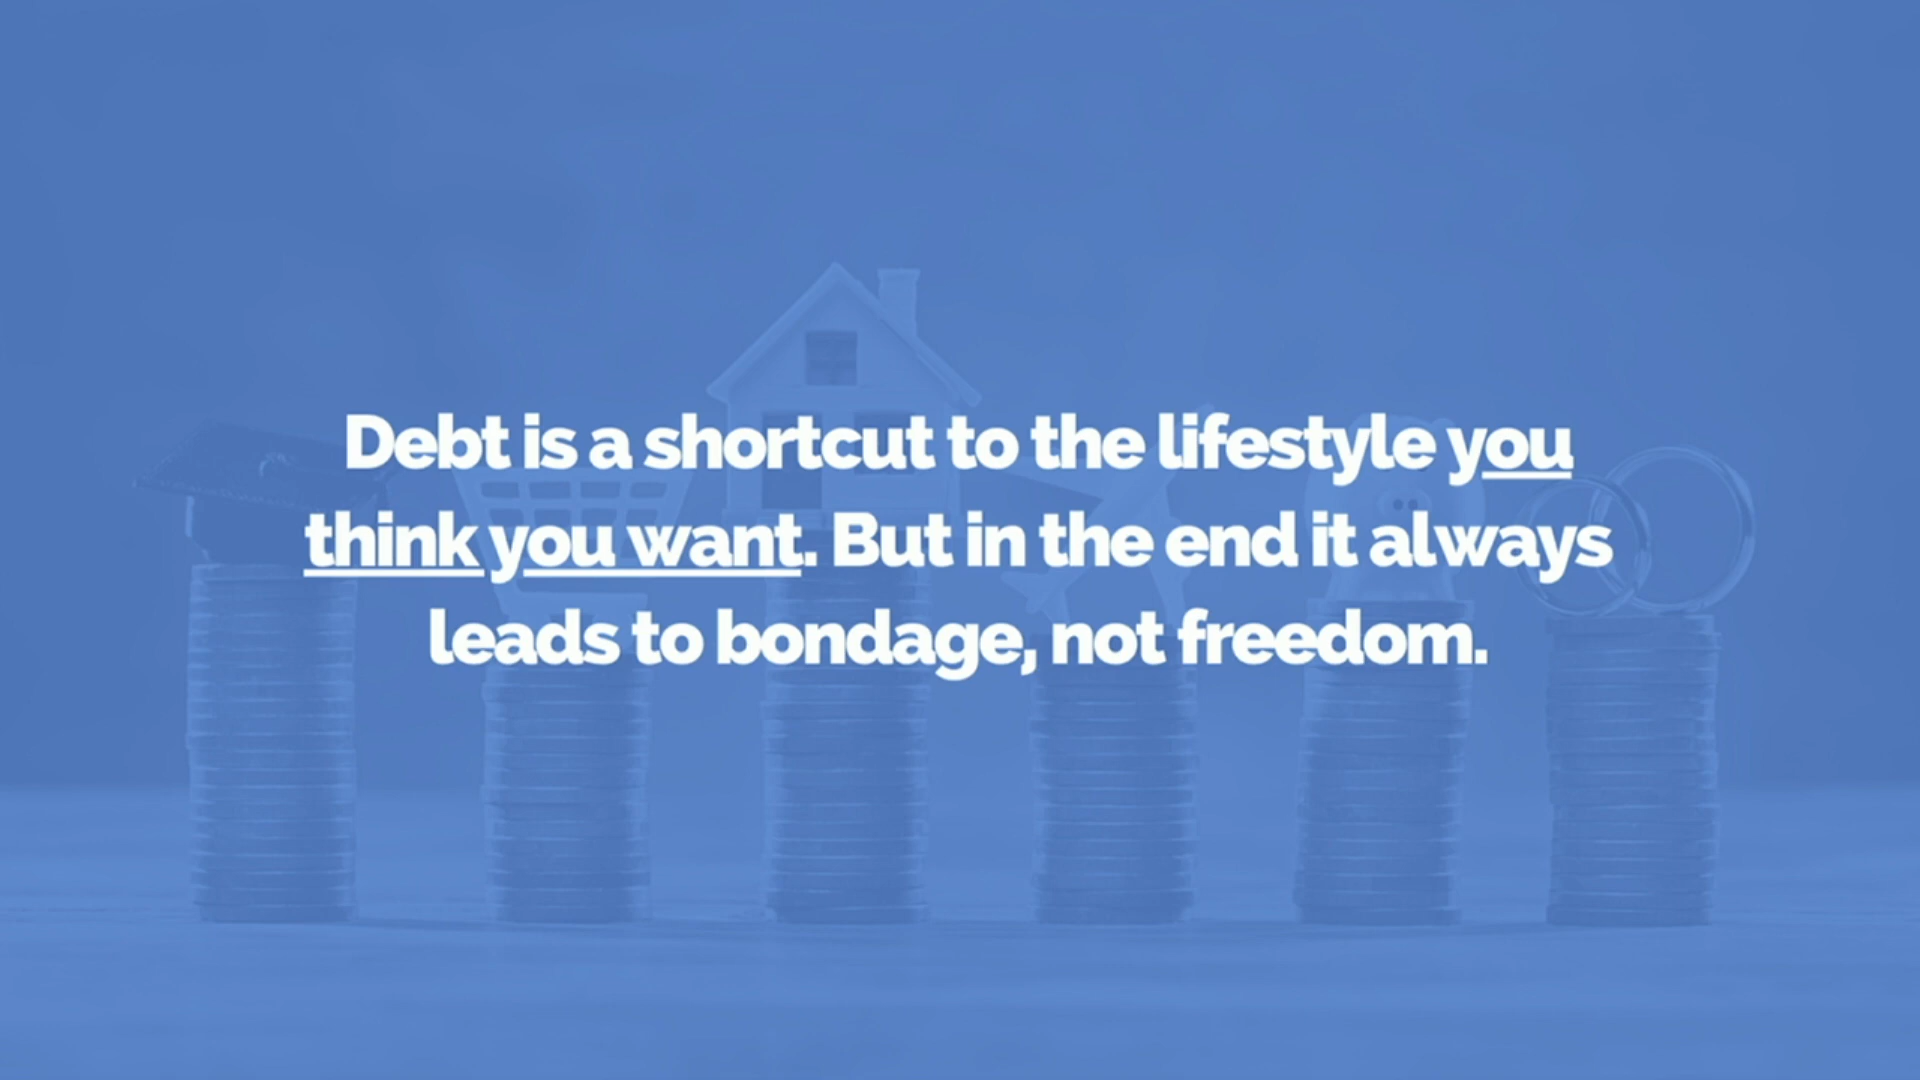 Debt is a shortcut to the lifestyle you
think you want. But in the end it always
leads to bondage, not freedom.